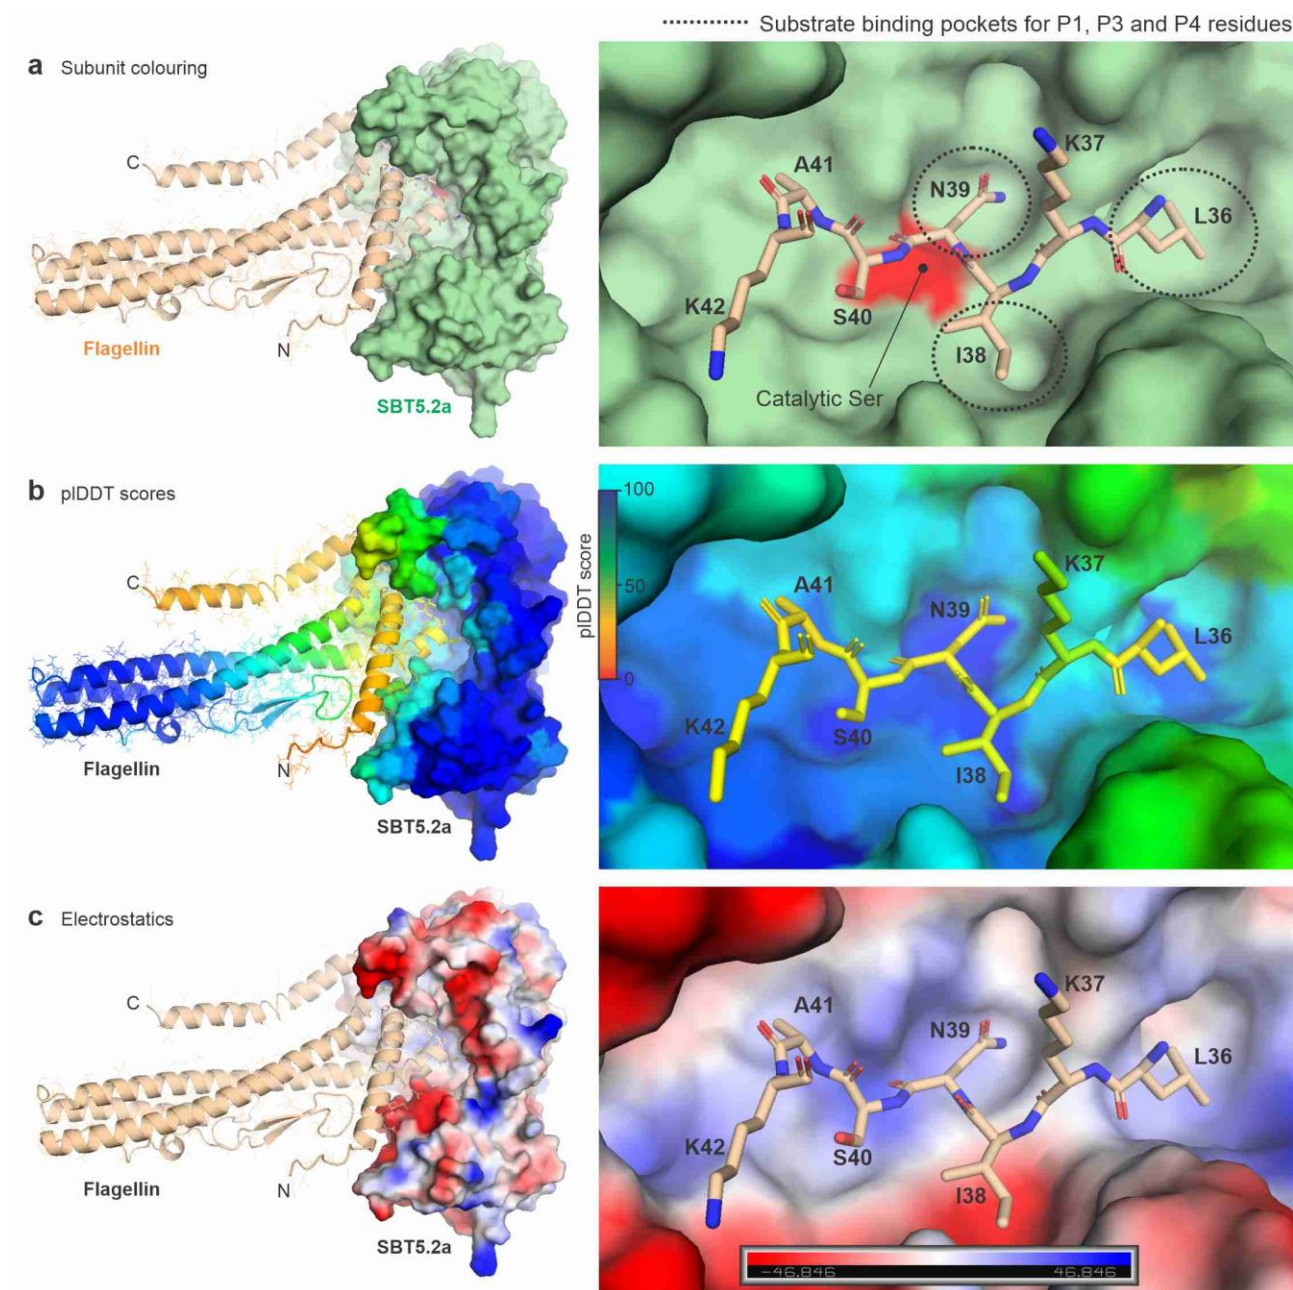 Substrate binding pockets for P1, P3 and P4 residues
a Subunit colouring
C
N
Flagellin
SBT5.2a
K37
A41
N39
L36
K42
S40
I38
Catalytic Ser
b plDDT scores
100
50
0
plDDT score
C
N
Flagellin
SBT5.2a
K37
A41
N39
L36
K42
S40
I38
c Electrostatics
C
N
Flagellin
SBT5.2a
K37
A41
N39
L36
K42
S40
I38
-46.846 46.846